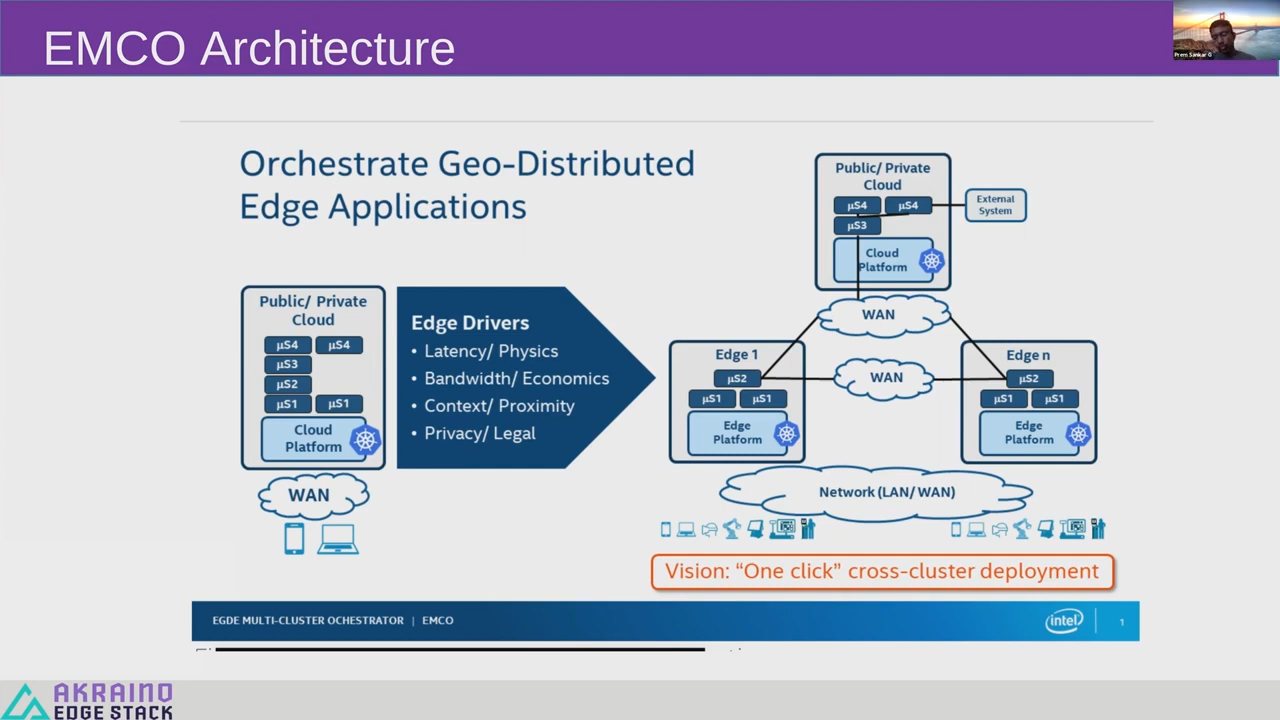 EMCO Architecture
Prem Sankar G
Orchestrate Geo-Distributed
Edge Applications
Public/ Private
Cloud
μS4 μS4
μS3
μS2
μS1 μS1
Cloud
Platform
WAN
Edge Drivers
• Latency/ Physics
• Bandwidth/ Economics
• Context/ Proximity
• Privacy/ Legal
Public/ Private
Cloud
μS4 μS4
μS3
Cloud
Platform
External
System
WAN
WAN
Edge 1
μS2
μS1 μS1
Edge
Platform
Edge n
μS2
μS1 μS1
Edge
Platform
Network (LAN/ WAN)
Vision: “One click” cross-cluster deployment
EGDE MULTI-CLUSTER OCHESTRATOR | EMCO
intel
1
AKRAINO
EDGE STACK